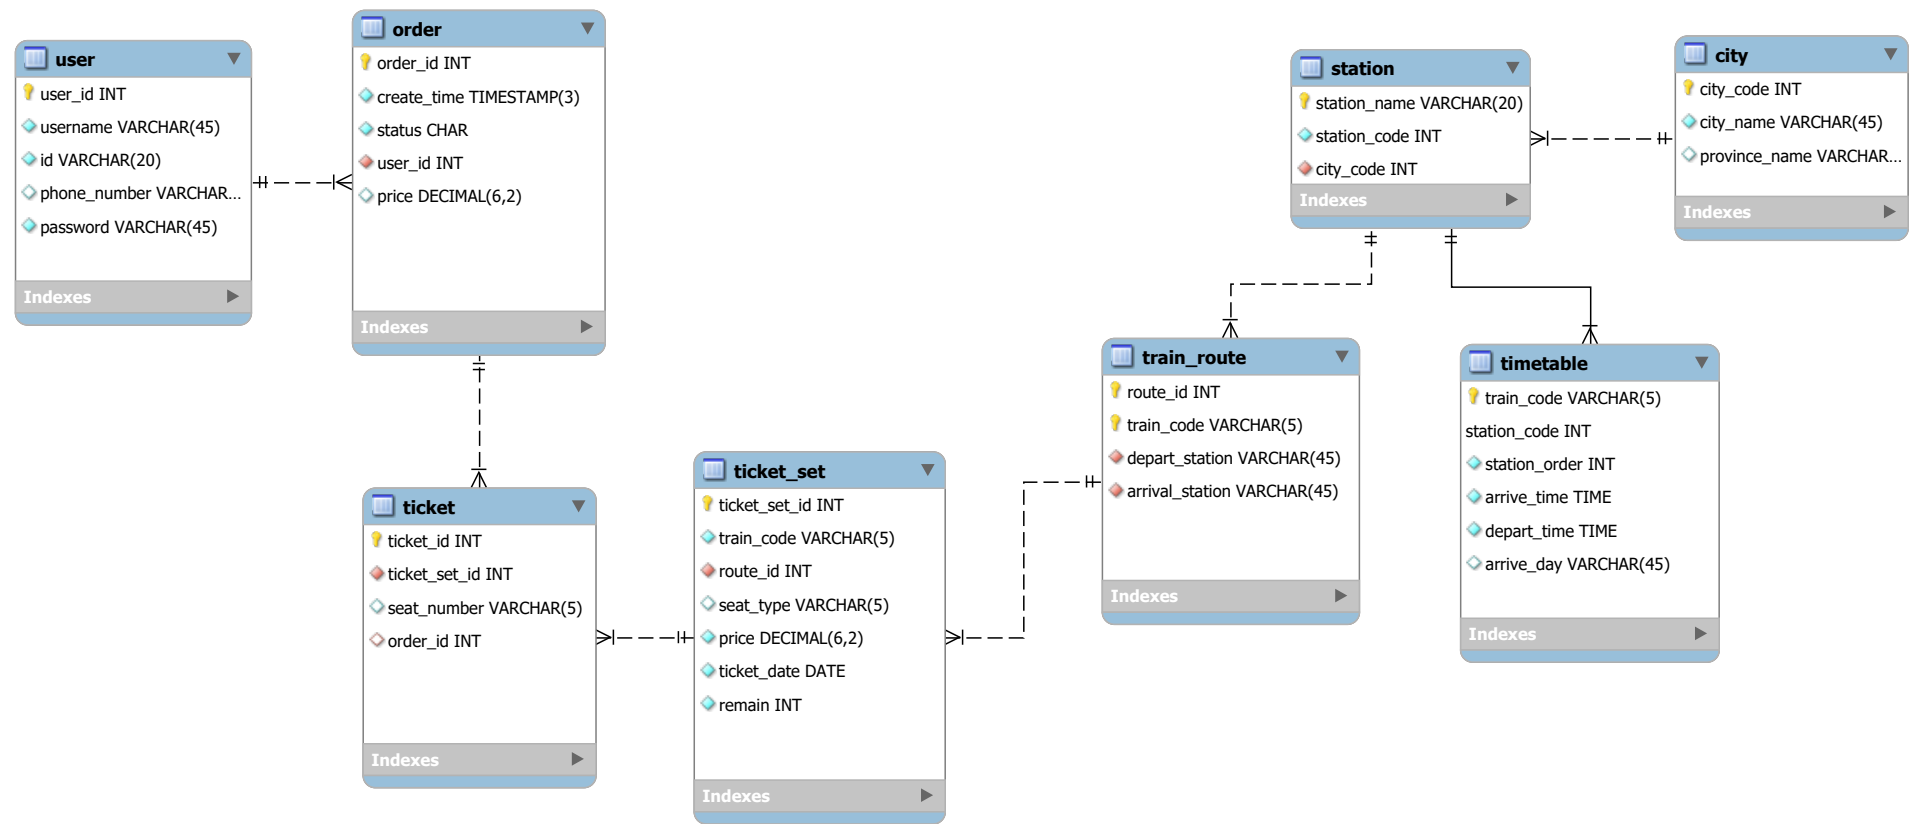 user
user_id INT
username VARCHAR(45)
id VARCHAR(20)
phone_number VARCHAR...
password VARCHAR(45)
Indexes
order
order_id INT
create_time TIMESTAMP(3)
status CHAR
user_id INT
price DECIMAL(6,2)
Indexes
station
station_name VARCHAR(20)
station_code INT
city_code INT
Indexes
city
city_code INT
city_name VARCHAR(45)
province_name VARCHAR...
Indexes
train_route
route_id INT
train_code VARCHAR(5)
depart_station VARCHAR(45)
arrival_station VARCHAR(45)
Indexes
timetable
train_code VARCHAR(5)
station_code INT
station_order INT
arrive_time TIME
depart_time TIME
arrive_day VARCHAR(45)
Indexes
ticket
ticket_id INT
ticket_set_id INT
seat_number VARCHAR(5)
order_id INT
Indexes
ticket_set
ticket_set_id INT
train_code VARCHAR(5)
route_id INT
seat_type VARCHAR(5)
price DECIMAL(6,2)
ticket_date DATE
remain INT
Indexes